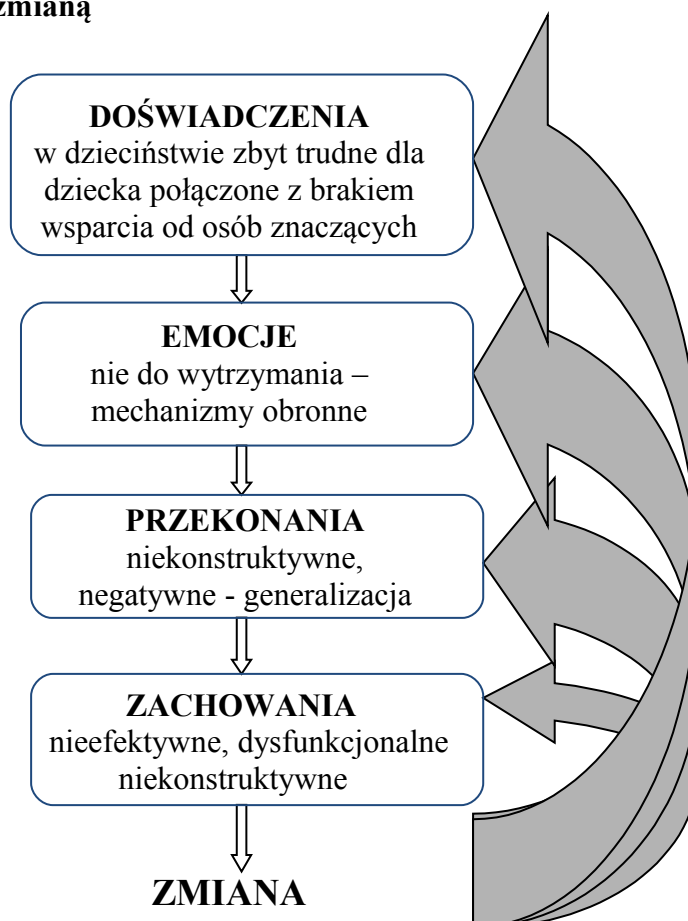 zmianą
DOŚWIADCZENIA
w dzieciństwie zbyt trudne dla
dziecka połączone z brakiem
wsparcia od osób znaczących
EMOCJE
nie do wytrzymania –
mechanizmy obronne
PRZEKONANIA
niekonstruktywne,
negatywne - generalizacja
ZACHOWANIA
nieefektywne, dysfunkcjonalne
niekonstruktywne
ZMIANA